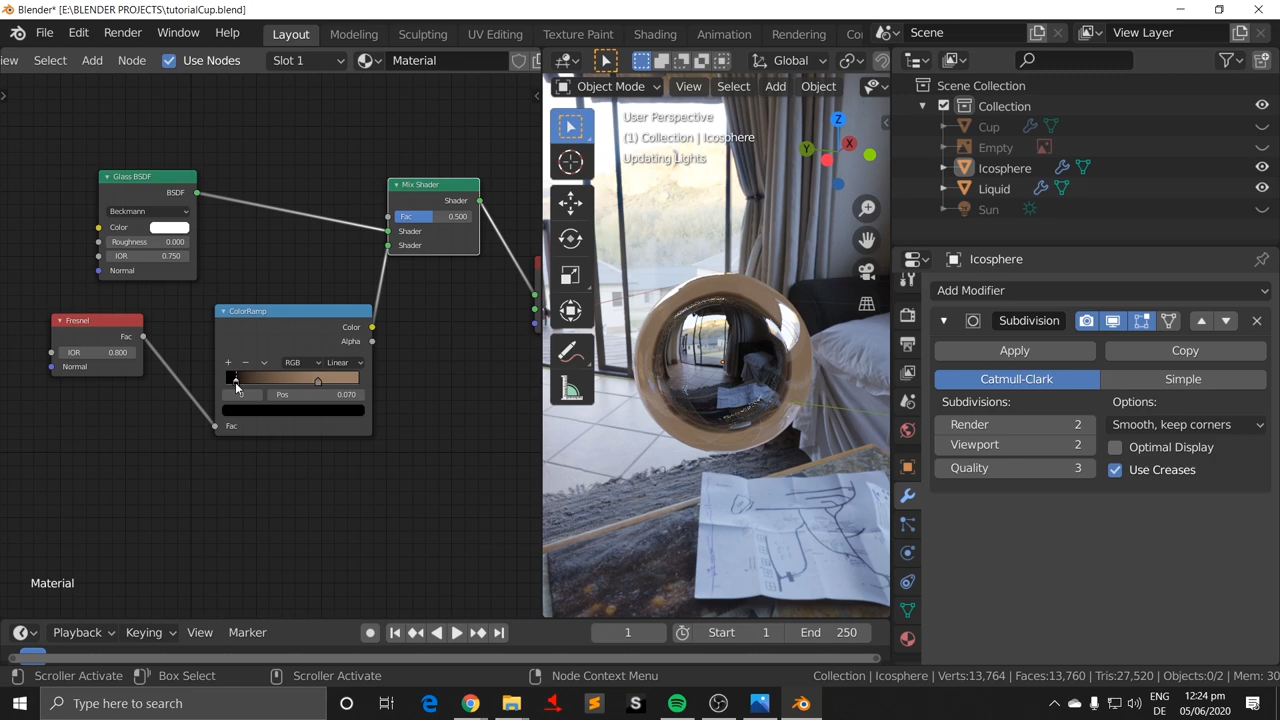 Blender* [E:\BLENDER PROJECTS\tutorialCup.blend]
File Edit Render Window Help Layout Modeling Sculpting UV Editing Texture Paint Shading Animation Rendering Co Scene View Layer
iew Select Add Node Use Nodes Slot 1 Material Global
Object Mode View Select Add Object
User Perspective
(1) Collection | Icosphere
Updating Lights
Z
X
Y
Glass BSDF
BSDF
Beckmann
Color
Roughness 0.000
IOR 0.750
Normal
Mix Shader
Shader
Fac 0.500
Shader
Shader
Fresnel
Fac
IOR 0.800
Normal
ColorRamp
Color
Alpha
RGB Linear
0 Pos 0.070
Fac
Material
Scene Collection
Collection
Cup
Empty
Icosphere
Liquid
Sun
Icosphere
Add Modifier
Subdivision
Apply Copy
Catmull-Clark Simple
Subdivisions: Options:
Render 2 Smooth, keep corners
Viewport 2 Optimal Display
Quality 3 Use Creases
Playback Keying View Marker 1 Start 1 End 250
Scroller Activate Box Select Scroller Activate Node Context Menu Collection | Icosphere | Verts:13,764 | Faces:13,760 | Tris:27,520 | Objects:0/2 | Mem: 30
Type here to search
ENG
DE
12:24 pm
05/06/2020